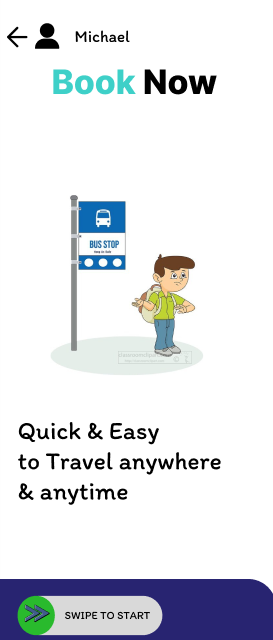 Michael
Book Now
BUS STOP
Quick & Easy
to Travel anywhere
& anytime
SWIPE TO START